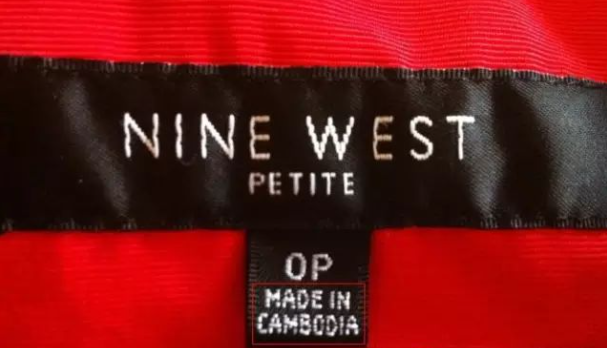 NINE WEST
PETITE
0P
MADE IN
CAMBODIA